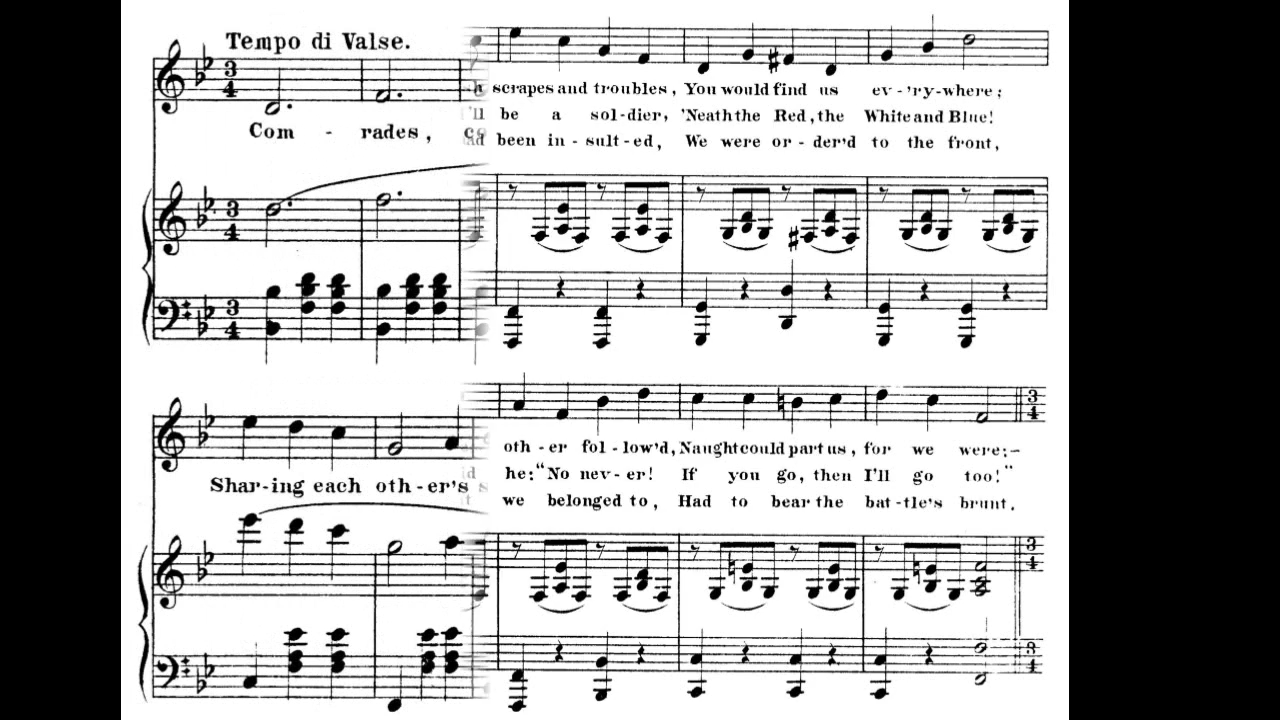 Tempo di Valse.
scrapes and troubles, You would find us ev-'ry-where;
'll be a sol-dier, 'Neath the Red, the White and Blue!
Com - rades,
been in - sult - ed, We were or - der'd to the front,
oth - er fol - low'd, Naught could part us, for we were;–
he: "No nev - er! If you go, then I'll go too!"
Shar-ing each oth-er's
we belonged to, Had to bear the bat-tle's brunt.